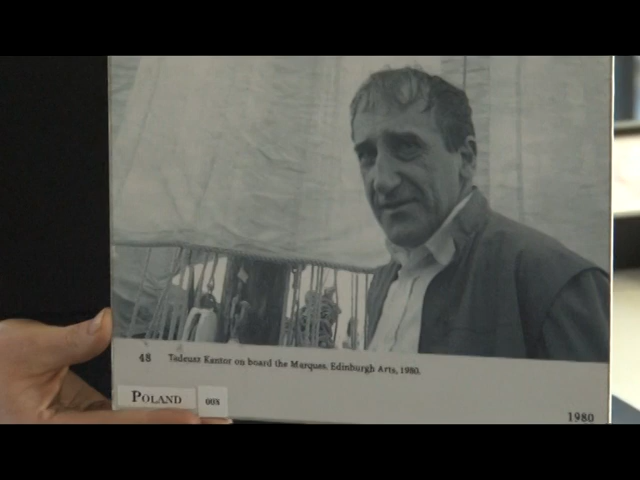 48 Tadeusz Kantor on board the Marques. Edinburgh Arts, 1980.
POLAND 008
1980